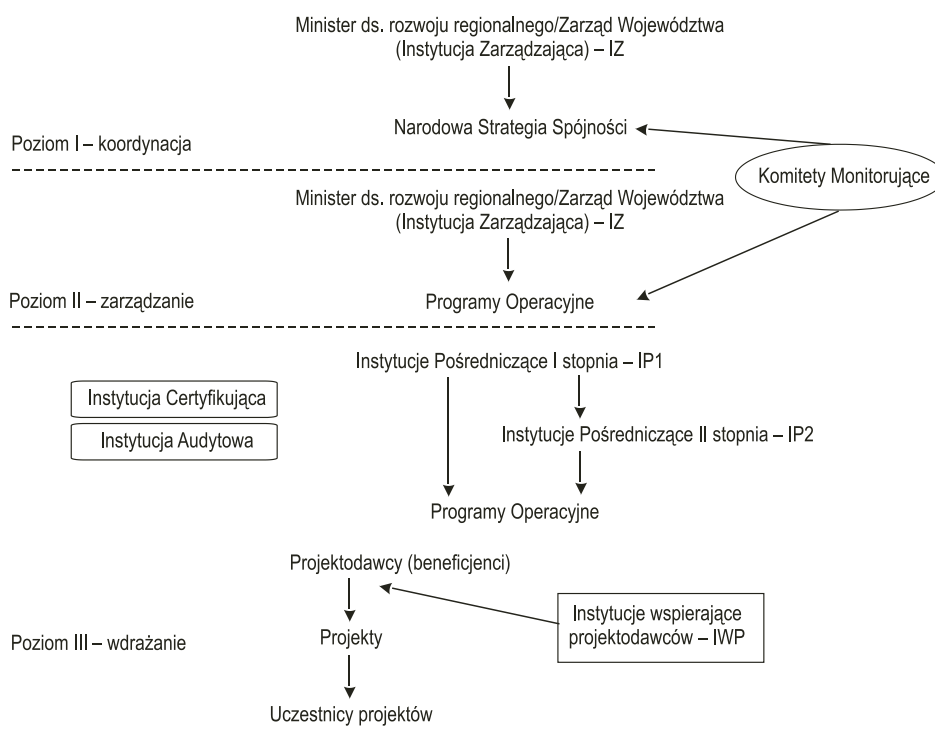 Minister ds. rozwoju regionalnego/Zarząd Województwa
(Instytucja Zarządzająca) – IZ
Narodowa Strategia Spójności
Poziom I – koordynacja
Komitety Monitorujące
Minister ds. rozwoju regionalnego/Zarząd Województwa
(Instytucja Zarządzająca) – IZ
Programy Operacyjne
Poziom II – zarządzanie
Instytucje Pośredniczące I stopnia – IP1
Instytucja Certyfikująca
Instytucja Audytowa
Instytucje Pośredniczące II stopnia – IP2
Programy Operacyjne
Projektodawcy (beneficjenci)
Instytucje wspierające
projektodawców – IWP
Projekty
Poziom III – wdrażanie
Uczestnicy projektów